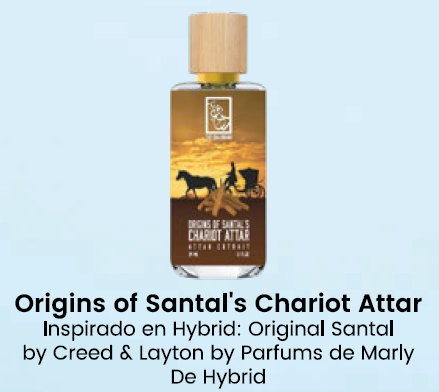 ORIGINS OF SANTAL'S
CHARIOT ATTAR
ATTAR EXTRAIT
Origins of Santal's Chariot Attar
Inspirado en Hybrid: Original Santal
by Creed & Layton by Parfums de Marly
De Hybrid